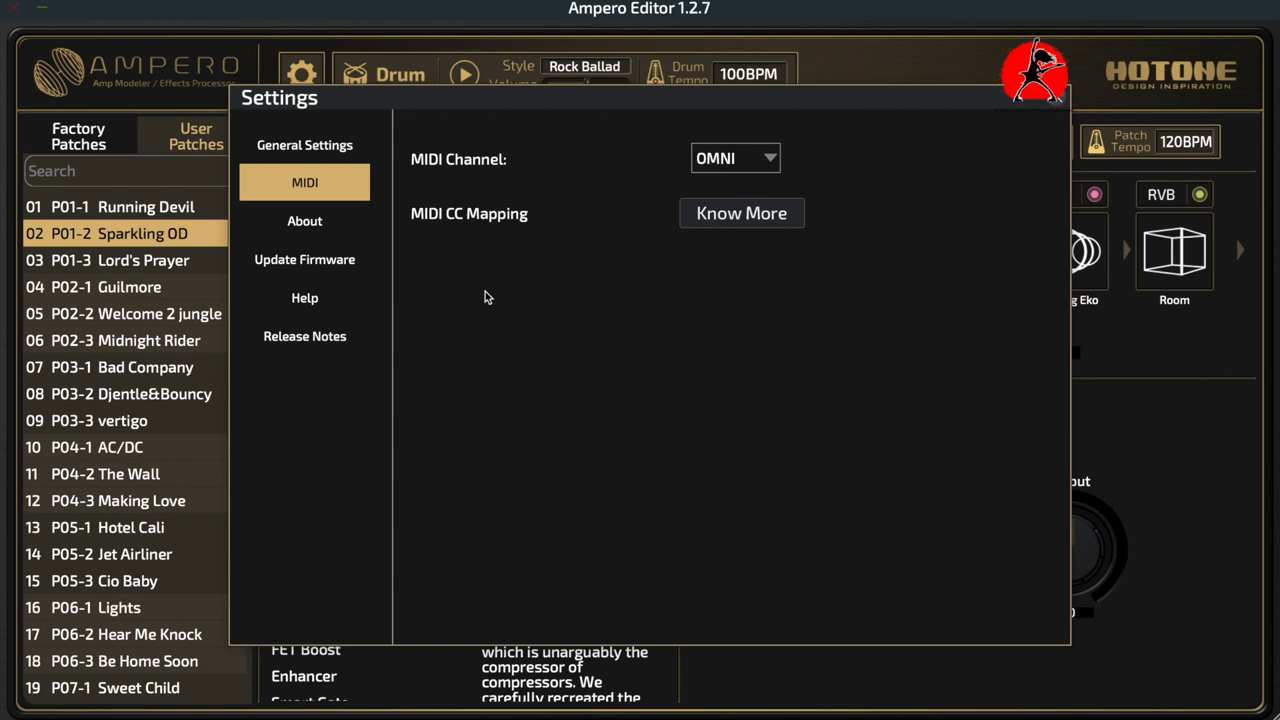 Ampero Editor 1.2.7
AMPERO
Amp Modeler / Effects Processor
Drum
Style
Rock Ballad
Volume
Drum
Tempo
100BPM
HOTONE
DESIGN INSPIRATION
Settings
Factory
Patches
User
Patches
Search
01 P01-1 Running Devil
02 P01-2 Sparkling OD
03 P01-3 Lord's Prayer
04 P02-1 Guilmore
05 P02-2 Welcome 2 jungle
06 P02-3 Midnight Rider
07 P03-1 Bad Company
08 P03-2 Djentle&Bouncy
09 P03-3 vertigo
10 P04-1 AC/DC
11 P04-2 The Wall
12 P04-3 Making Love
13 P05-1 Hotel Cali
14 P05-2 Jet Airliner
15 P05-3 Cio Baby
16 P06-1 Lights
17 P06-2 Hear Me Knock
18 P06-3 Be Home Soon
19 P07-1 Sweet Child
General Settings
MIDI
About
Update Firmware
Help
Release Notes
MIDI Channel:
OMNI
MIDI CC Mapping
Know More
Patch
Tempo
120BPM
RVB
g Eko
Room
out
FET Boost
Enhancer
which is unarguably the
compressor of
compressors. We
carefully recreated the